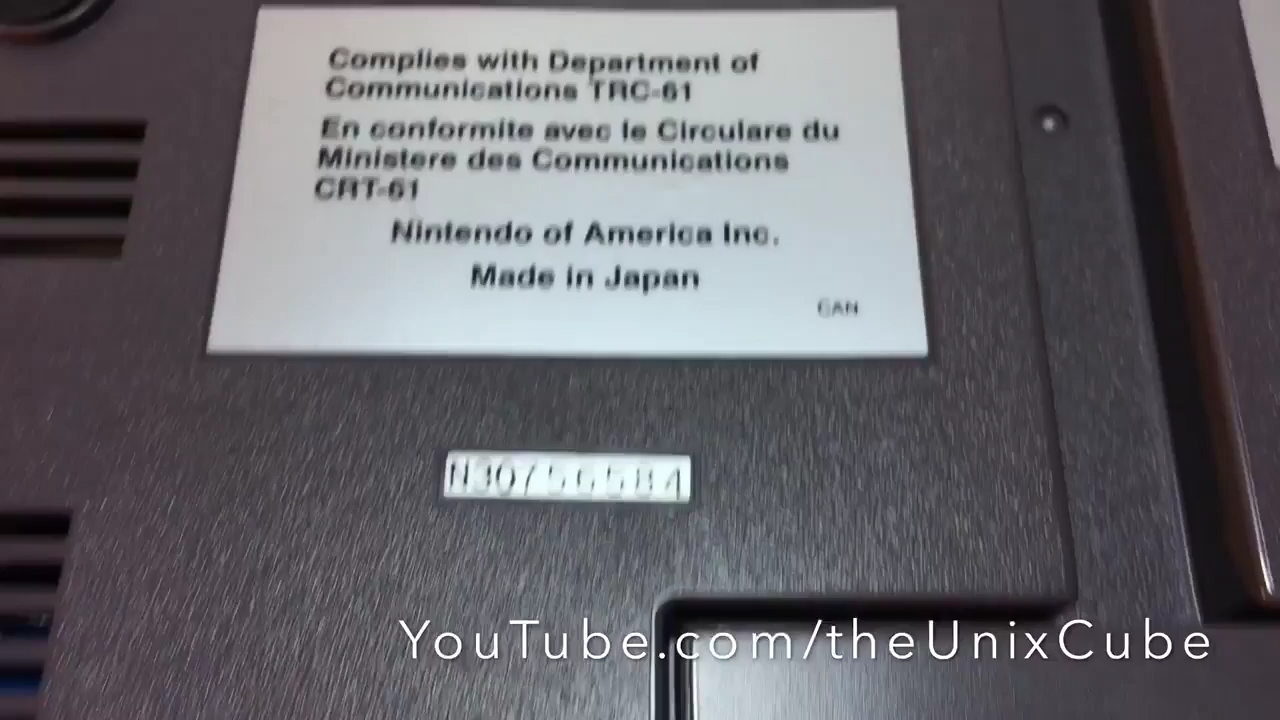 Complies with Department of
Communications TRC-61
En conformite avec le Circulare du
Ministere des Communications
CRT-61
Nintendo of America Inc.
Made in Japan
CAN
N30756584
YouTube.com/theUnixCube